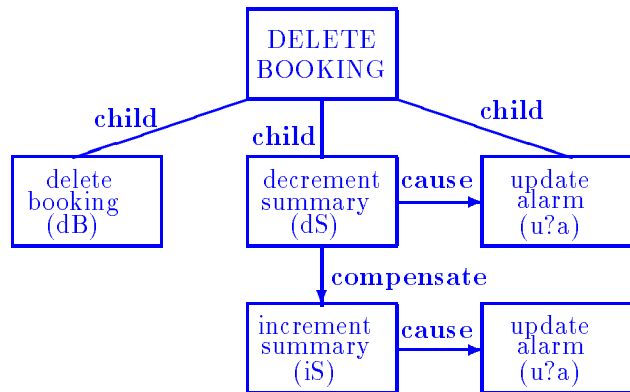 DELETE
BOOKING
child
child
child
delete
booking
(dB)
decrement
summary
(dS)
cause
update
alarm
(u?a)
compensate
increment
summary
(iS)
cause
update
alarm
(u?a)